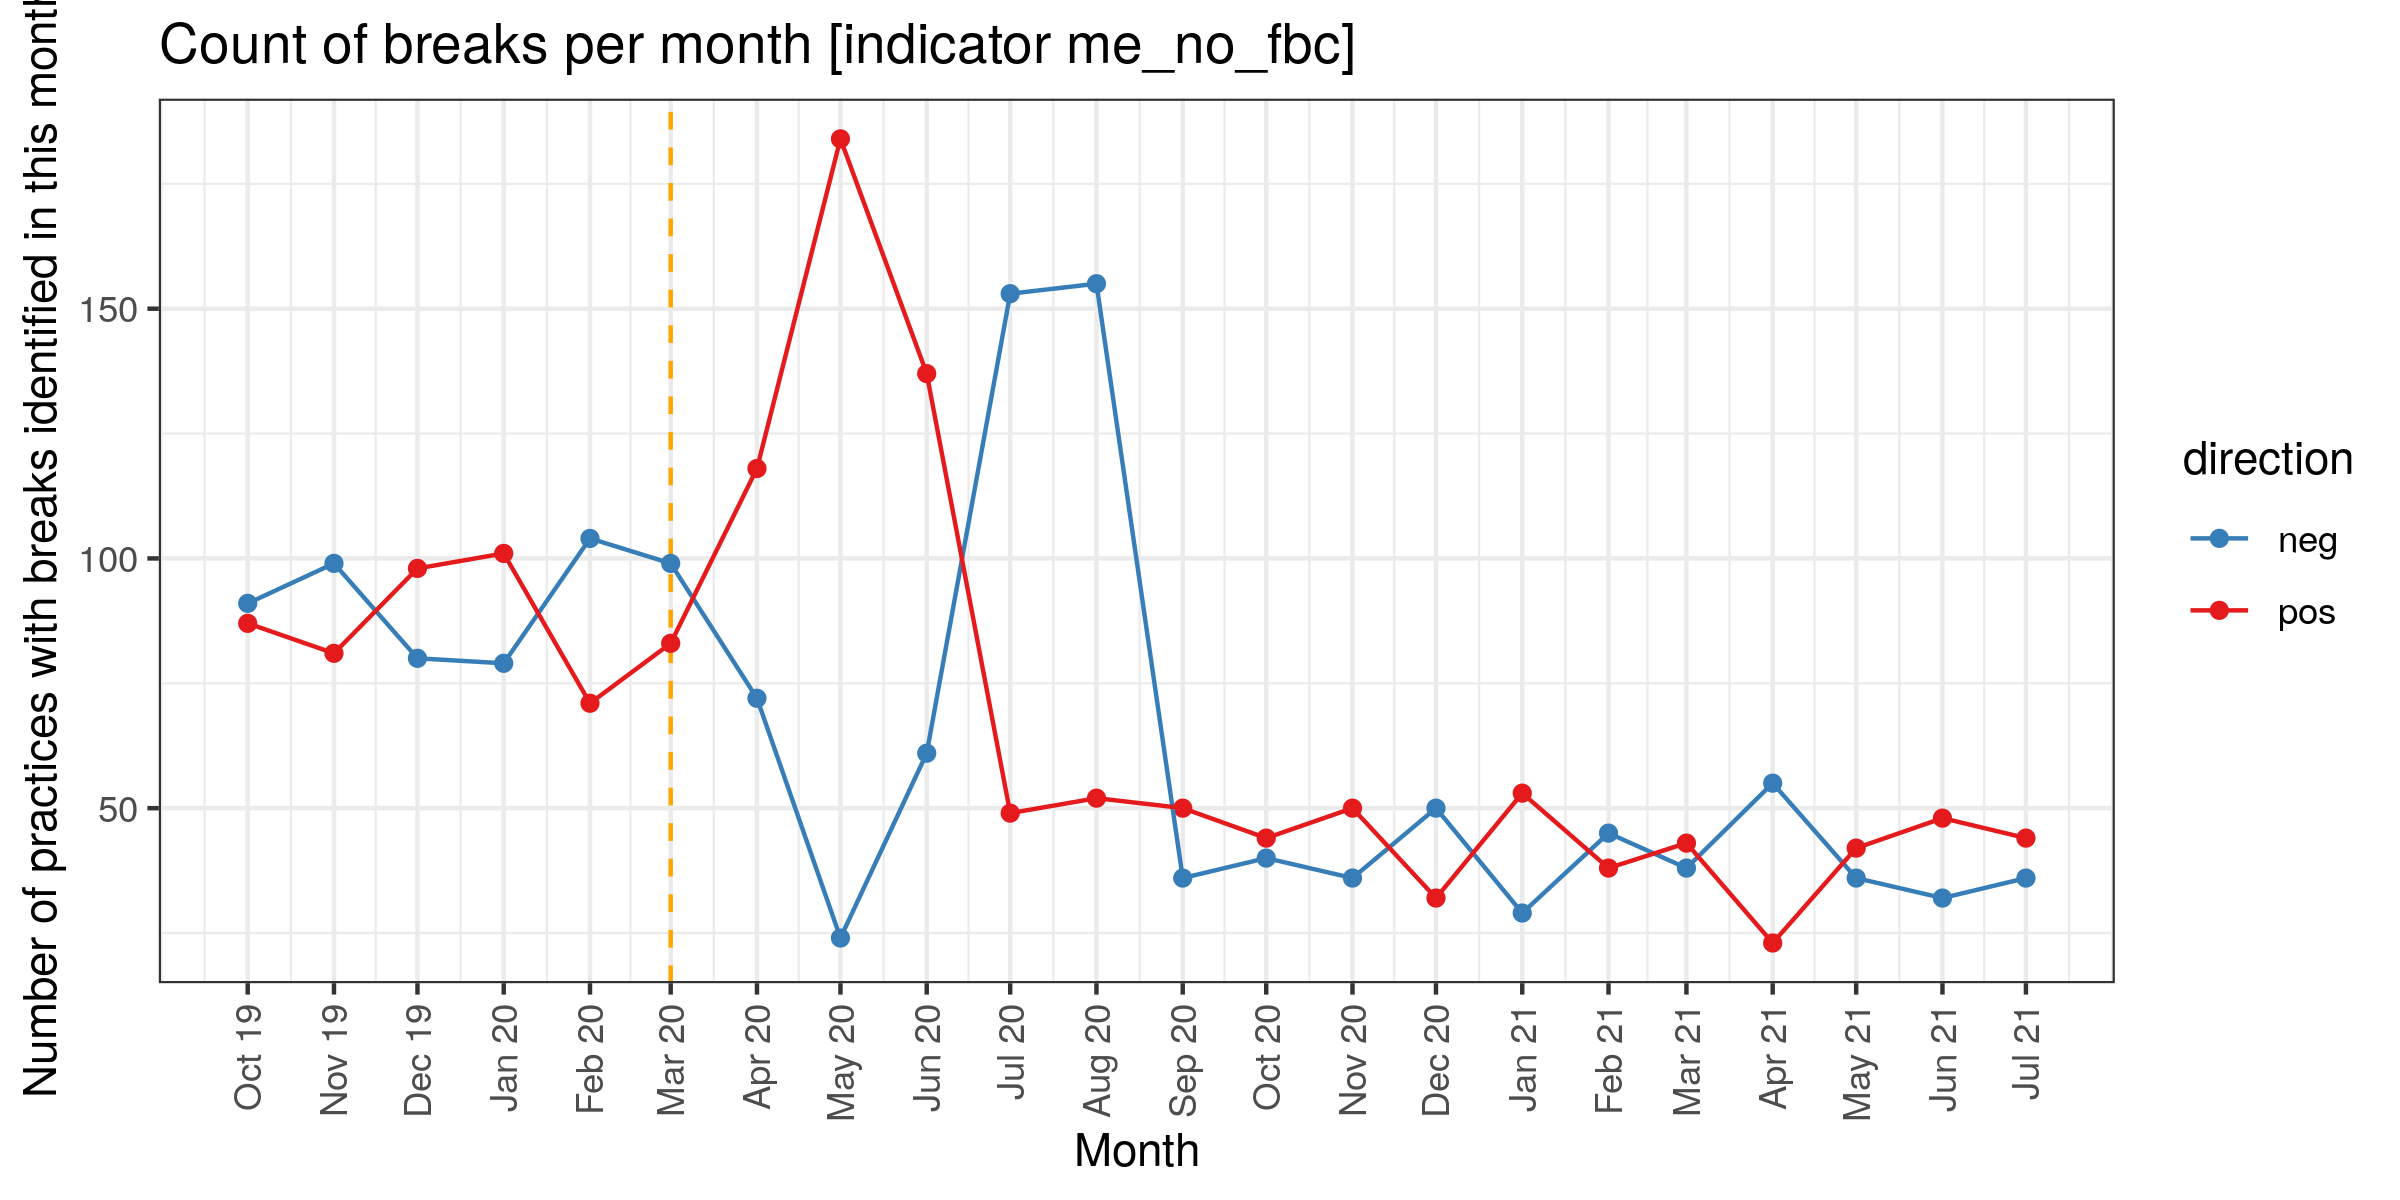 Count of breaks per month [indicator me_no_fbc]
Number of practices with breaks identified in this month
150
100
50
Oct 19
Nov 19
Dec 19
Jan 20
Feb 20
Mar 20
Apr 20
May 20
Jun 20
Jul 20
Aug 20
Sep 20
Oct 20
Nov 20
Dec 20
Jan 21
Feb 21
Mar 21
Apr 21
May 21
Jun 21
Jul 21
Month
direction
neg
pos